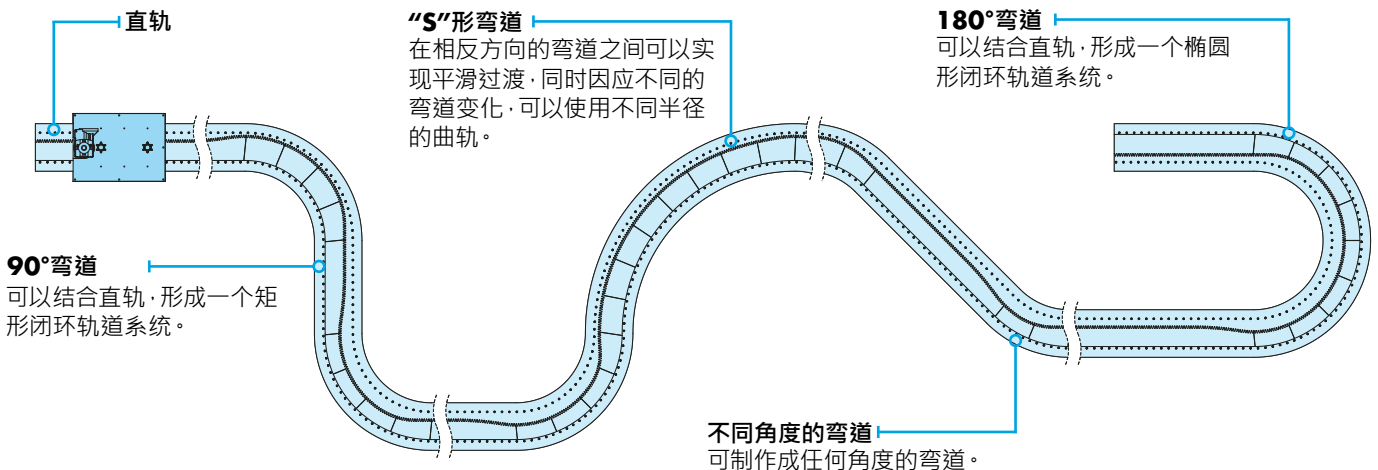 直轨
“S”形弯道
在相反方向的弯道之间可以实
现平滑过渡·同时因应不同的
弯道变化·可以使用不同半径
的曲轨。
180°弯道
可以结合直轨·形成一个椭圆
形闭环轨道系统。
90°弯道
可以结合直轨·形成一个矩
形闭环轨道系统。
不同角度的弯道
可制作成任何角度的弯道。